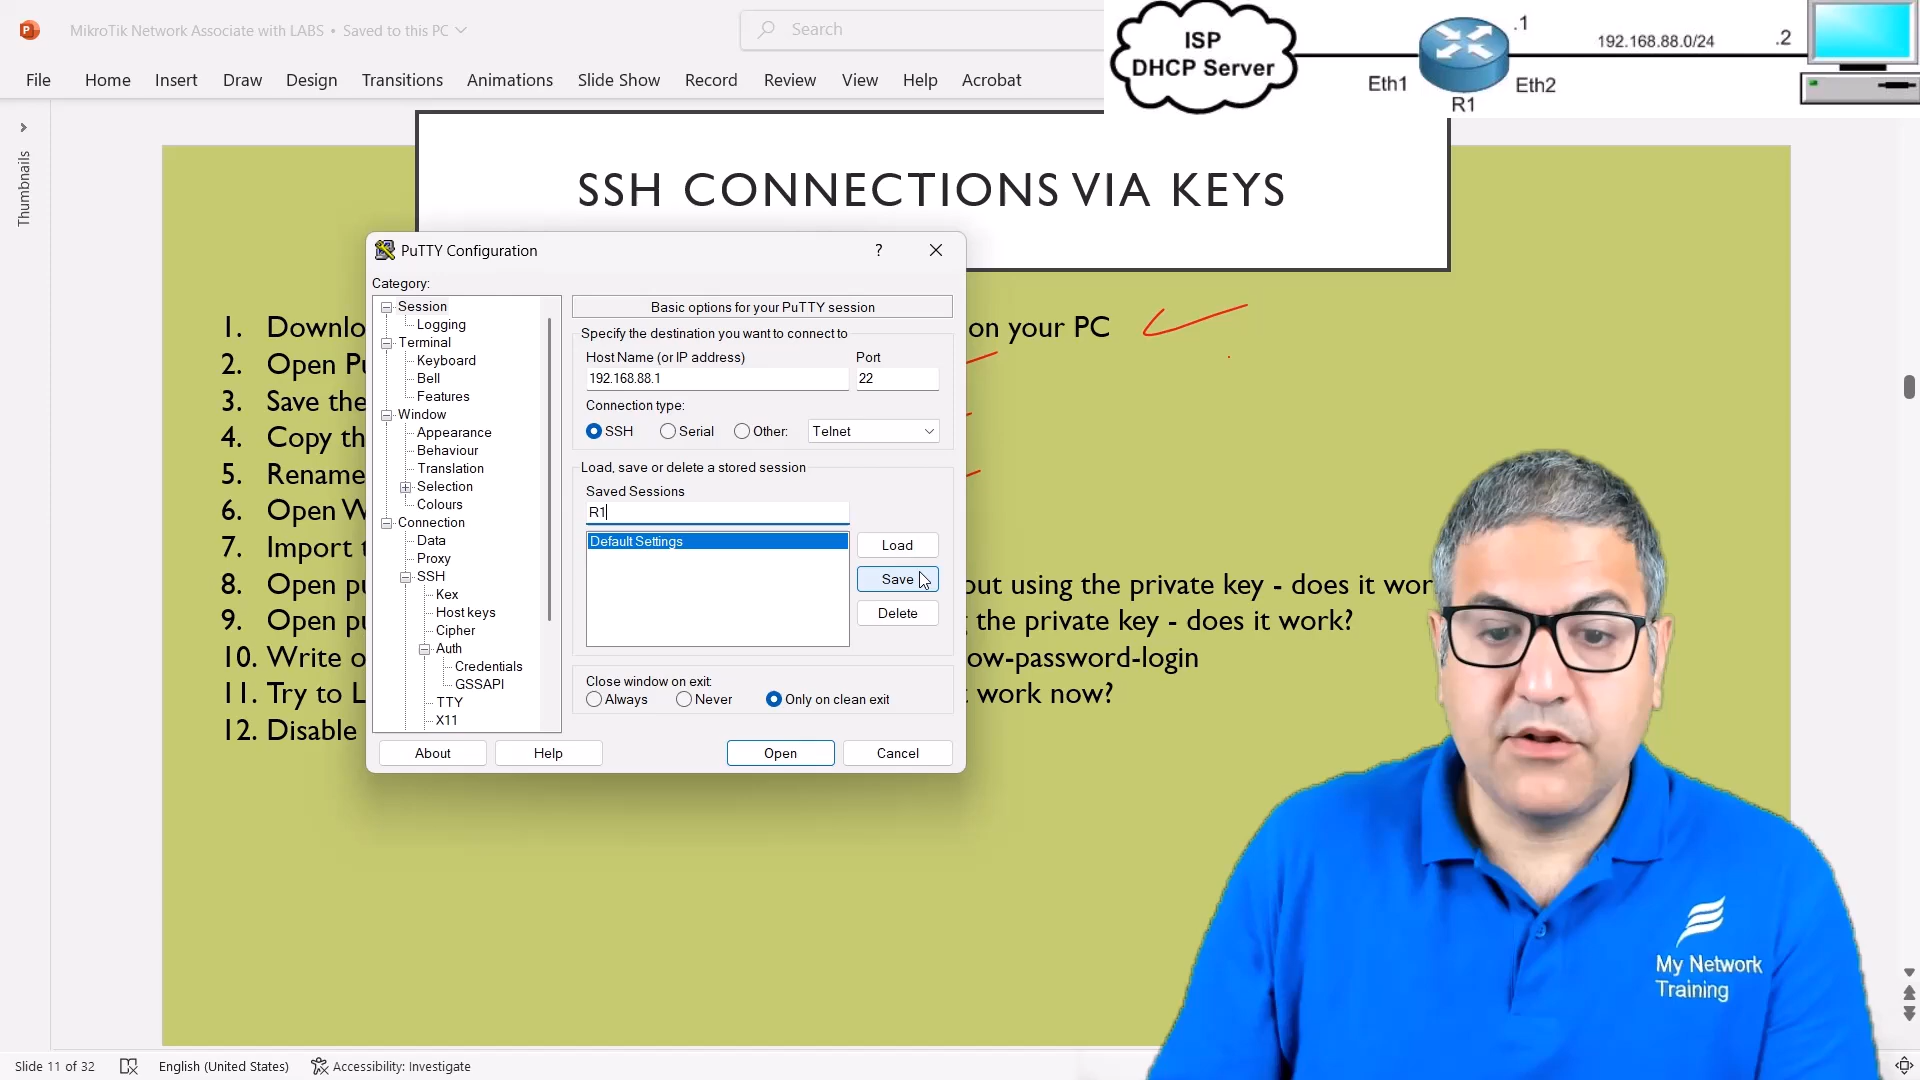 MikroTik Network Associate with LABS • Saved to this PC
Search
File Home Insert Draw Design Transitions Animations Slide Show Record Review View Help Acrobat
ISP
DHCP Server
Eth1
R1
.1
Eth2
192.168.88.0/24
.2
Thumbnails
SSH CONNECTIONS VIA KEYS
1. Downlo on your PC
2. Open Pu
3. Save the
4. Copy th
5. Rename
6. Open W
7. Import t
8. Open pu out using the private key - does it wor
9. Open pu the private key - does it work?
10. Write o ow-password-login
11. Try to L work now?
12. Disable
PuTTY Configuration
?
Category:
Session
Logging
Terminal
Keyboard
Bell
Features
Window
Appearance
Behaviour
Translation
Selection
Colours
Connection
Data
Proxy
SSH
Kex
Host keys
Cipher
Auth
Credentials
GSSAPI
TTY
X11
Basic options for your PuTTY session
Specify the destination you want to connect to
Host Name (or IP address) Port
192.168.88.1 22
Connection type:
SSH Serial Other: Telnet
Load, save or delete a stored session
Saved Sessions
R1
Default Settings
Load
Save
Delete
Close window on exit:
Always Never Only on clean exit
About Help Open Cancel
My Network
Training
Slide 11 of 32 English (United States) Accessibility: Investigate